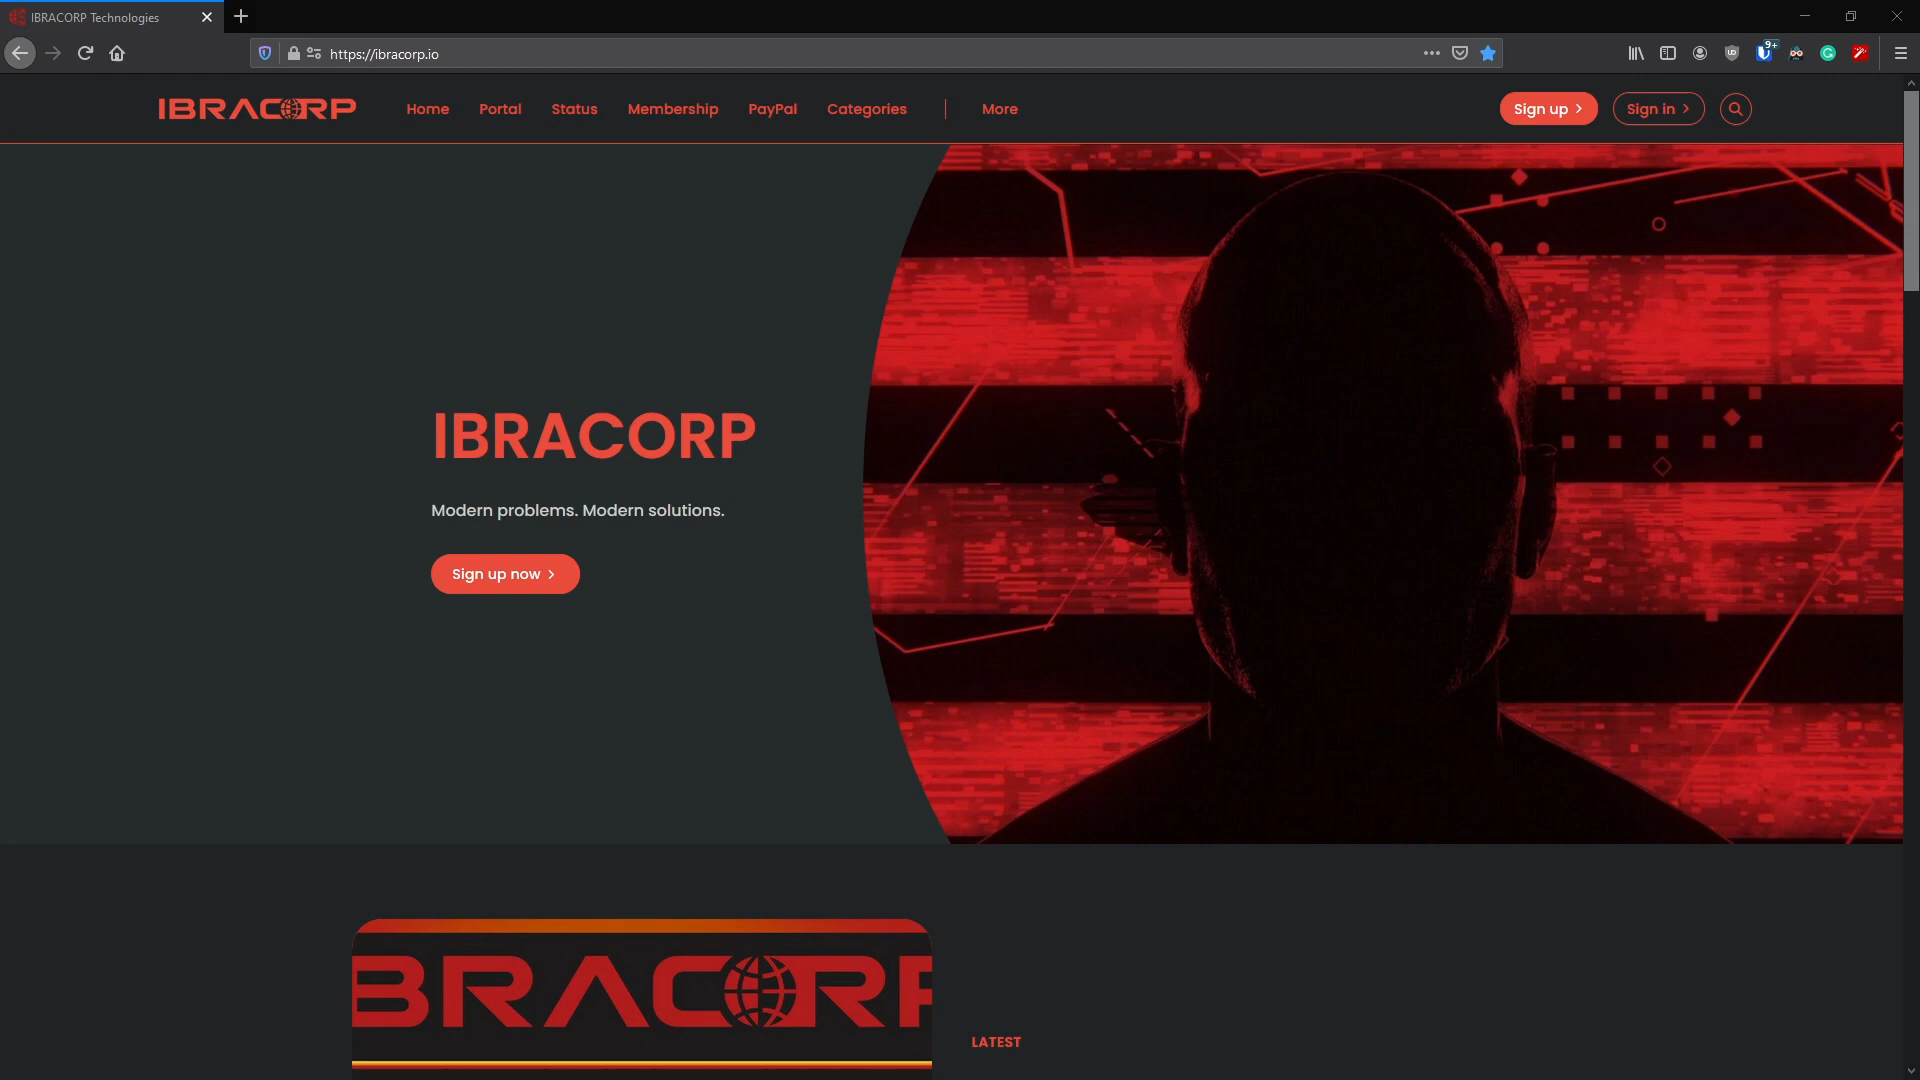 IBRACORP Technologies
https://ibracorp.io
9+
IBRACORP
Home
Portal
Status
Membership
PayPal
Categories
More
Sign up
Sign in
IBRACORP
Modern problems. Modern solutions.
Sign up now
BRACORP
LATEST